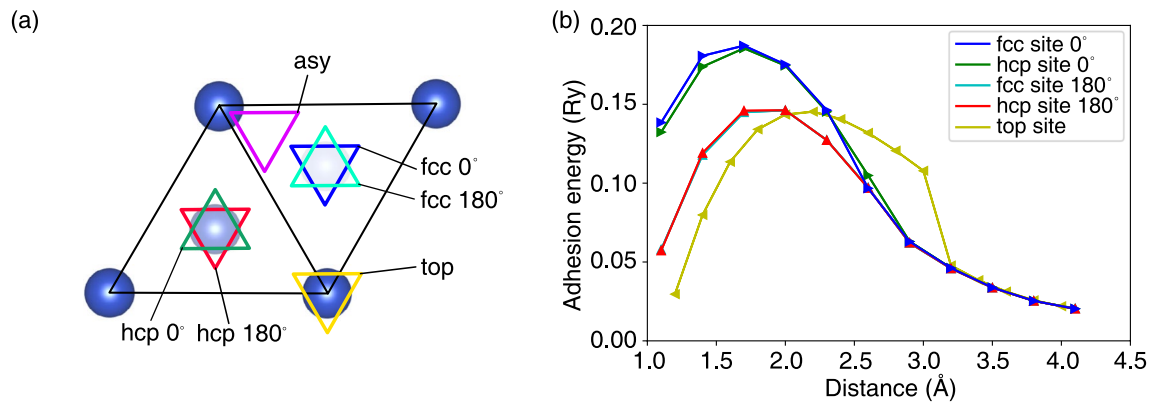 (a)
asy
fcc 0°
fcc 180°
top
hcp 0° hcp 180°
(b)
Adhesion energy (Ry)
0.20
0.15
0.10
0.05
0.00
1.0 1.5 2.0 2.5 3.0 3.5 4.0 4.5
Distance (Å)
fcc site 0°
hcp site 0°
fcc site 180°
hcp site 180°
top site